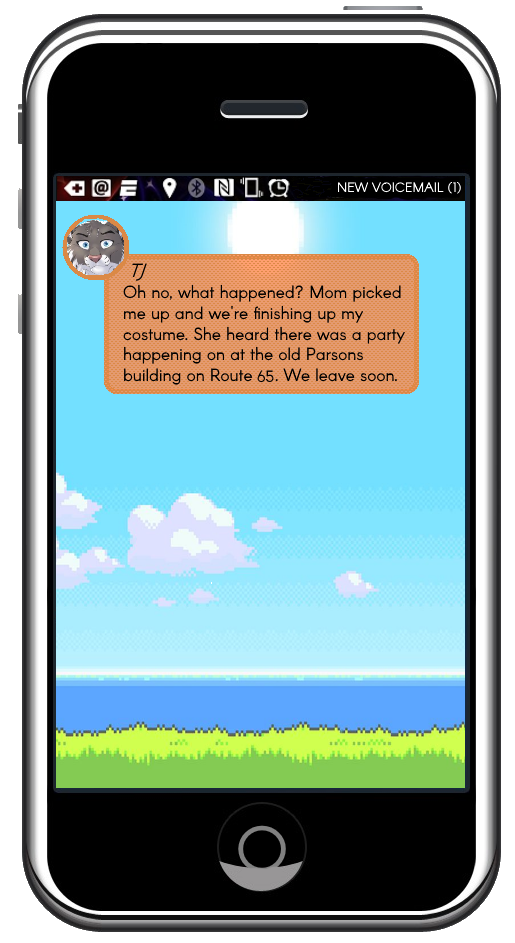 NEW VOICEMAIL (1)
TJ
Oh no, what happened? Mom picked
me up and we're finishing up my
costume. She heard there was a party
happening on at the old Parsons
building on Route 65. We leave soon.